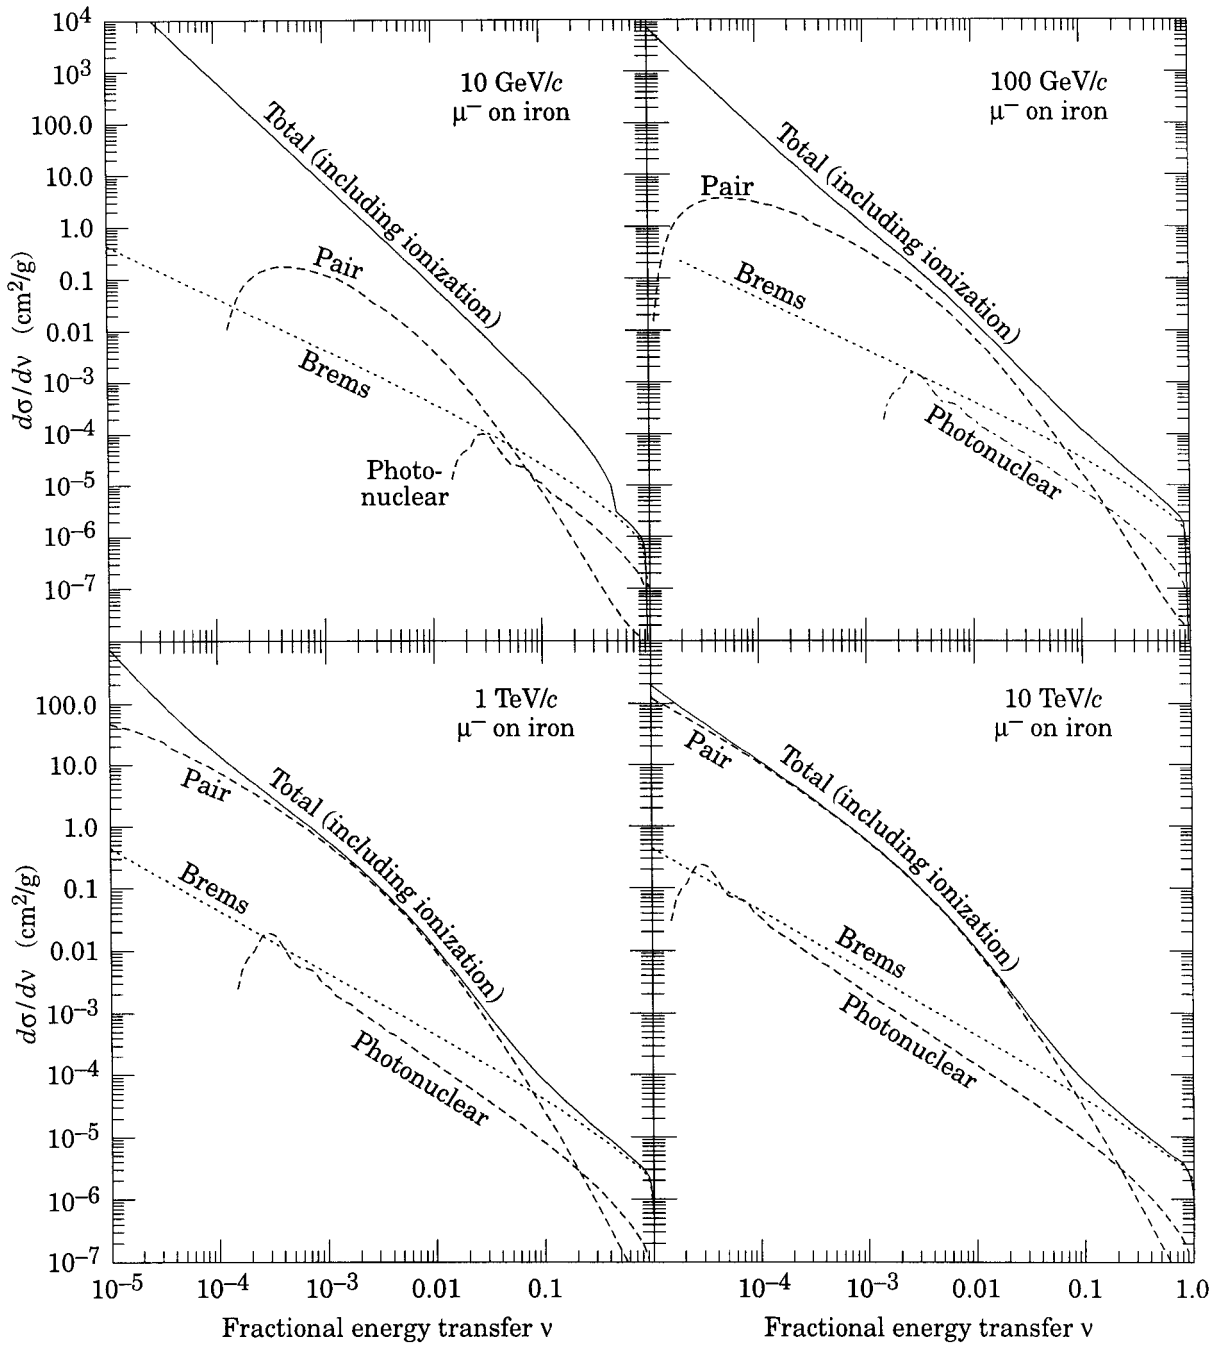 10⁴
10³
100.0
10.0
1.0
0.1
0.01
10⁻³
10⁻⁴
10⁻⁵
10⁻⁶
10⁻⁷
dσ/dν (cm²/g)
10 GeV/c
μ⁻ on iron
Total (including ionization)
Pair
Brems
Photo-
nuclear
100 GeV/c
μ⁻ on iron
Total (including ionization)
Pair
Brems
Photonuclear
100.0
10.0
1.0
0.1
0.01
10⁻³
10⁻⁴
10⁻⁵
10⁻⁶
10⁻⁷
dσ/dν (cm²/g)
1 TeV/c
μ⁻ on iron
Total (including ionization)
Pair
Brems
Photonuclear
10 TeV/c
μ⁻ on iron
Total (including ionization)
Pair
Brems
Photonuclear
10⁻⁵ 10⁻⁴ 10⁻³ 0.01 0.1 10⁻⁴ 10⁻³ 0.01 0.1 1.0
Fractional energy transfer ν
Fractional energy transfer ν